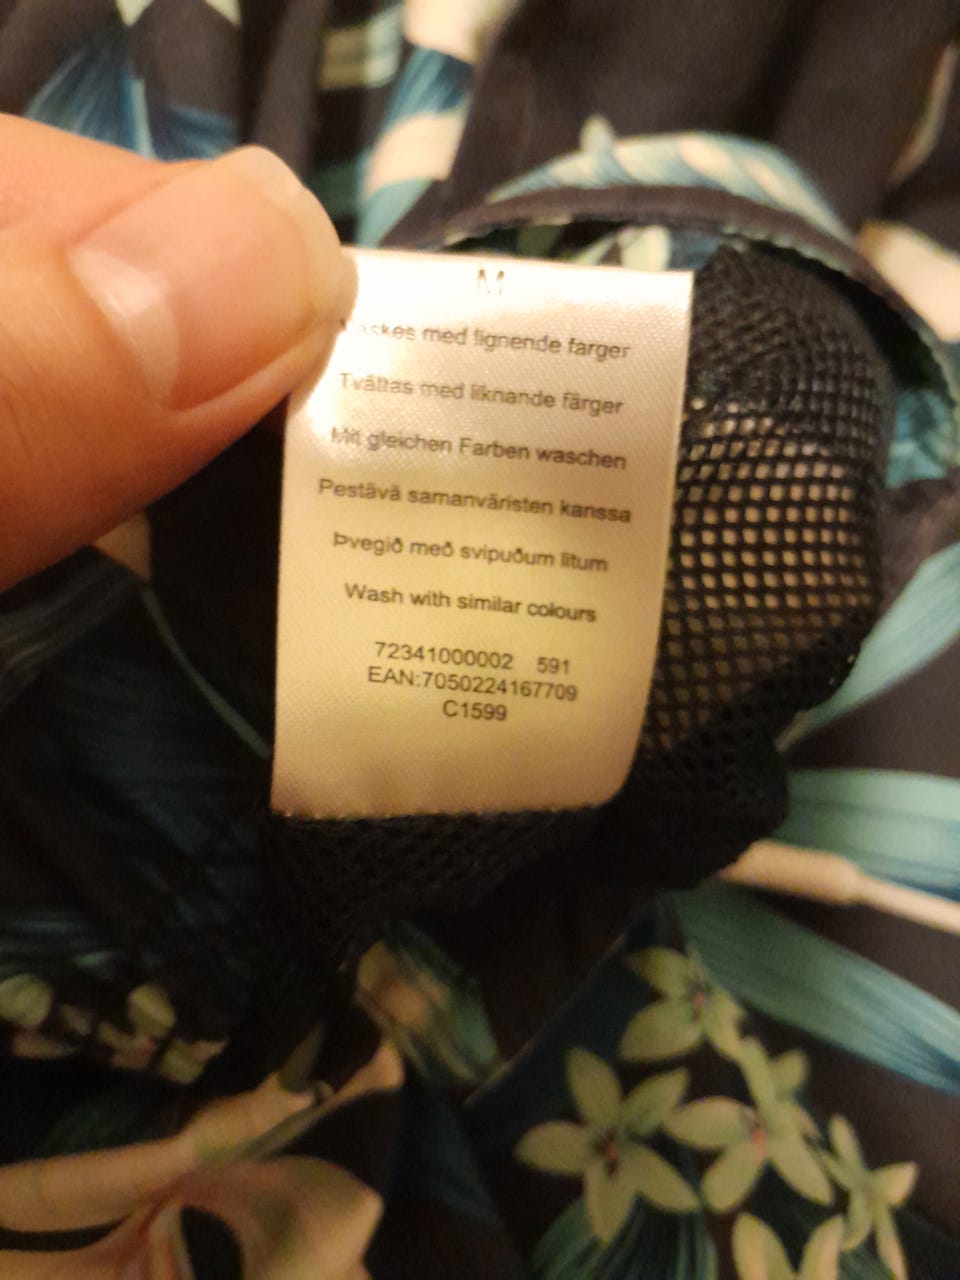 M
med lignende farger
Tvättas med liknande färger
Mit gleichen Farben waschen
Pestävä samanväristen kanssa
Þvegið með svipuðum litum
Wash with similar colours
72341000002 591
EAN:7050224167709
C1599